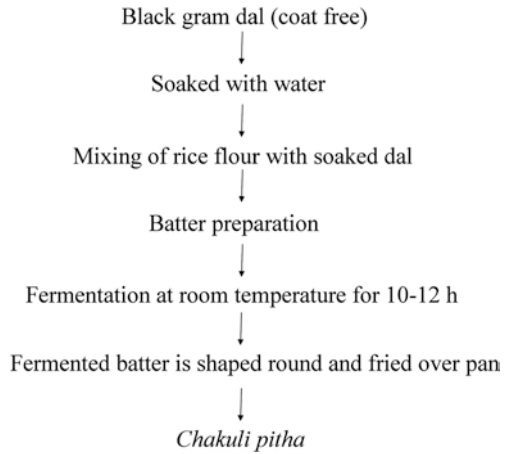 Black gram dal (coat free)
Soaked with water
Mixing of rice flour with soaked dal
Batter preparation
Fermentation at room temperature for 10-12 h
Fermented batter is shaped round and fried over pan
Chakuli pitha